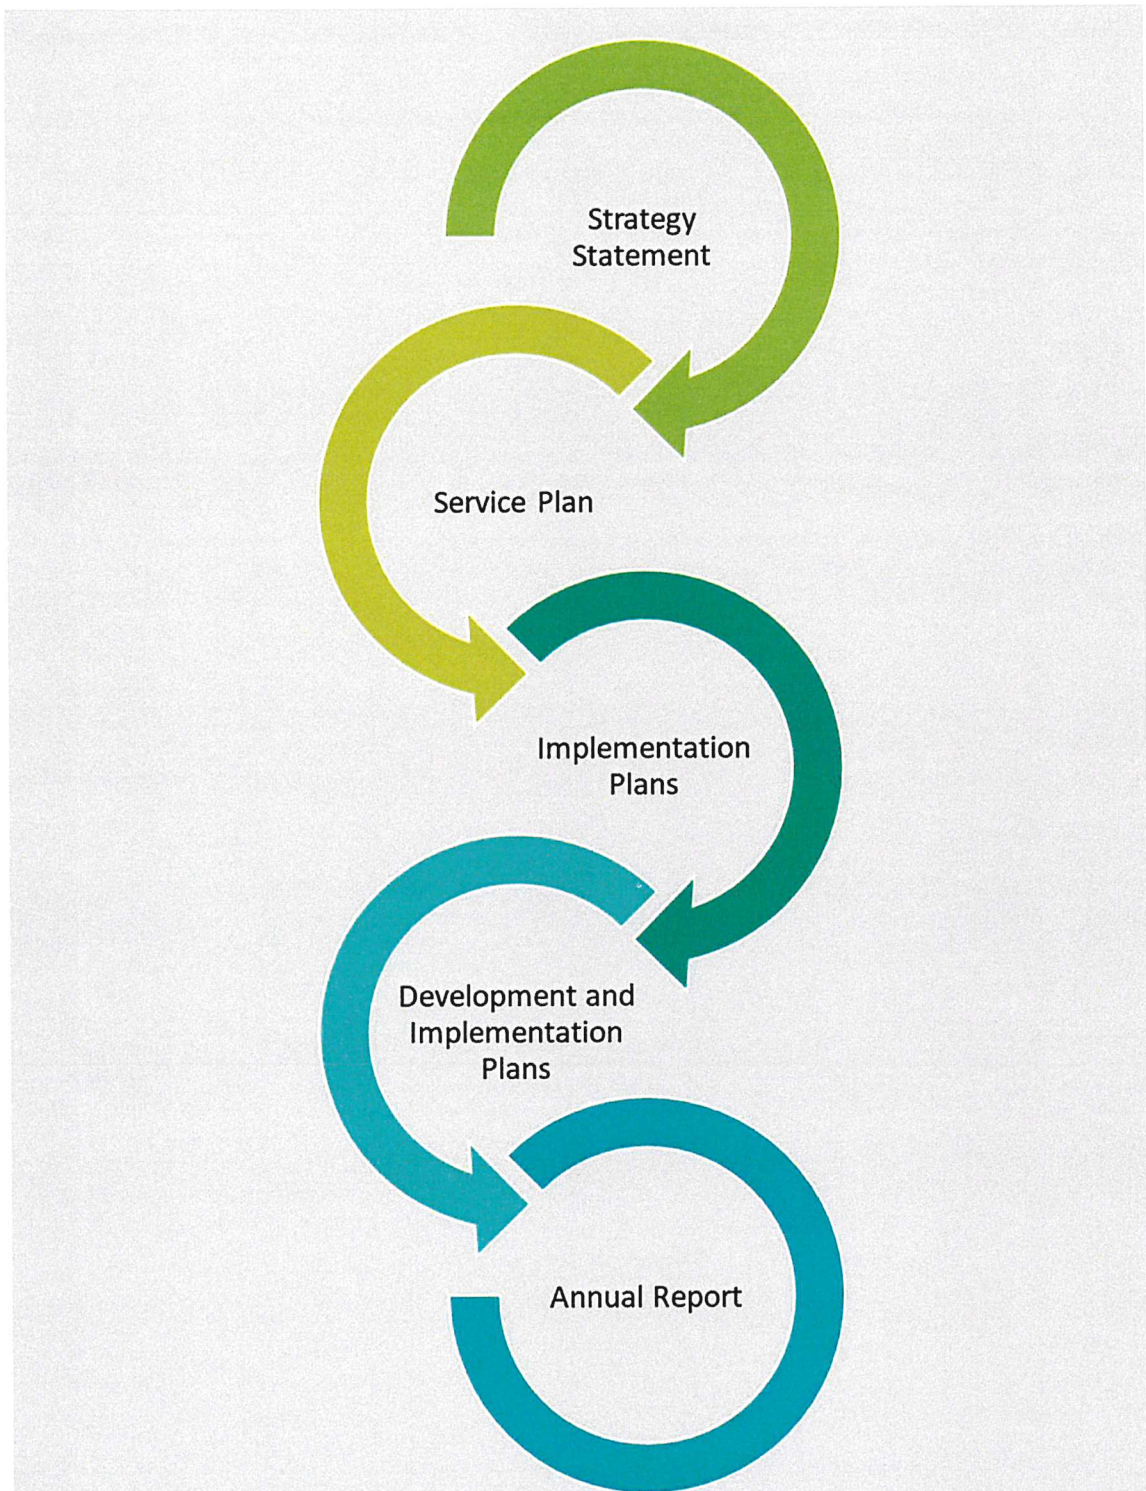 Strategy
Statement
Service Plan
Implementation
Plans
Development and
Implementation
Plans
Annual Report